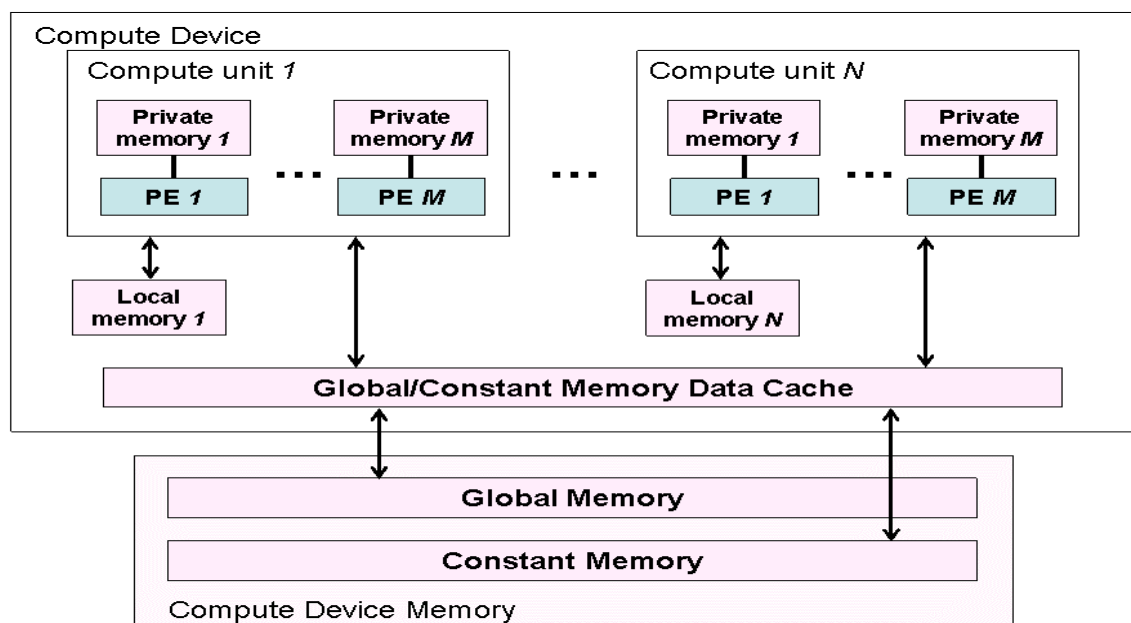 Compute Device
Compute unit 1
Compute unit N
Private
memory 1
Private
memory M
Private
memory 1
Private
memory M
...
...
...
PE 1
PE M
PE 1
PE M
Local
memory 1
Local
memory N
Global/Constant Memory Data Cache
Global Memory
Constant Memory
Compute Device Memory